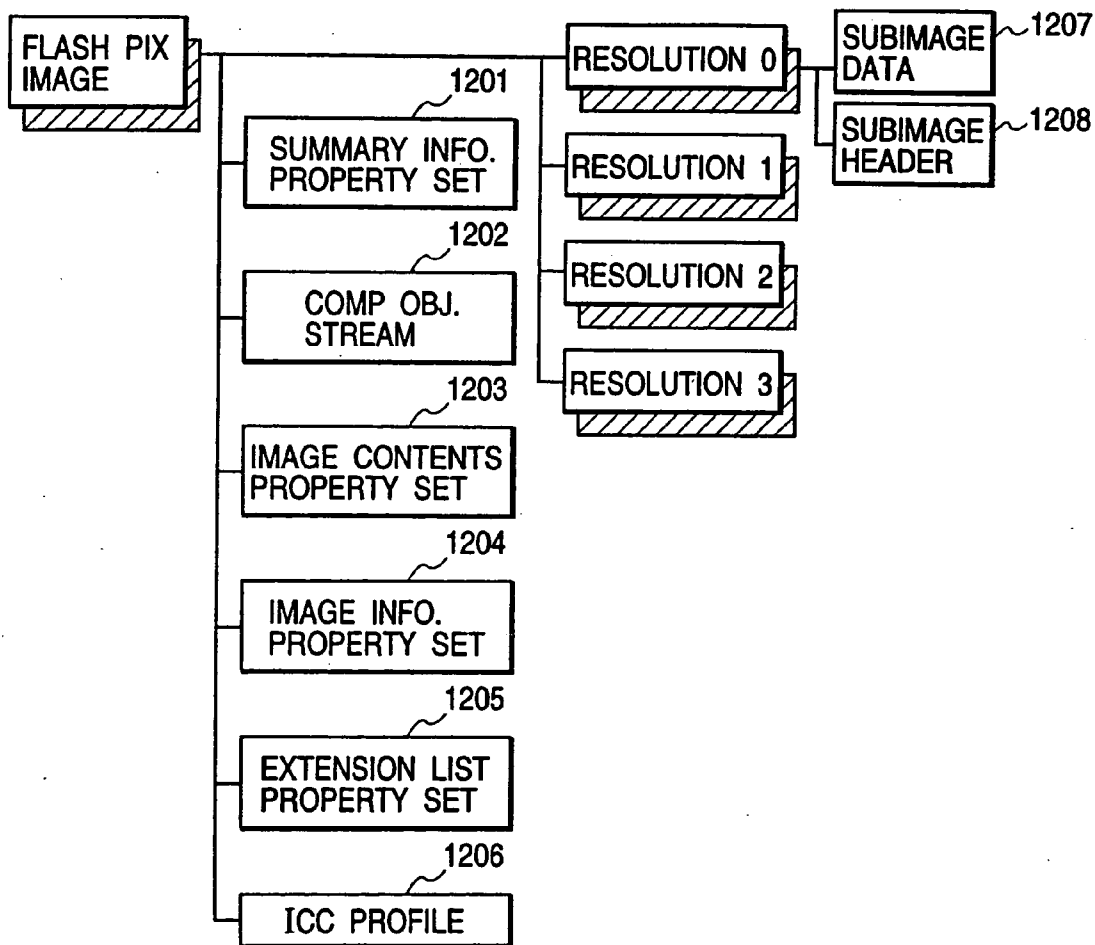 FLASH PIX
IMAGE
1201
SUMMARY INFO.
PROPERTY SET
1202
COMP OBJ.
STREAM
1203
IMAGE CONTENTS
PROPERTY SET
1204
IMAGE INFO.
PROPERTY SET
1205
EXTENSION LIST
PROPERTY SET
1206
ICC PROFILE
RESOLUTION 0
RESOLUTION 1
RESOLUTION 2
RESOLUTION 3
SUBIMAGE
DATA
1207
SUBIMAGE
HEADER
1208